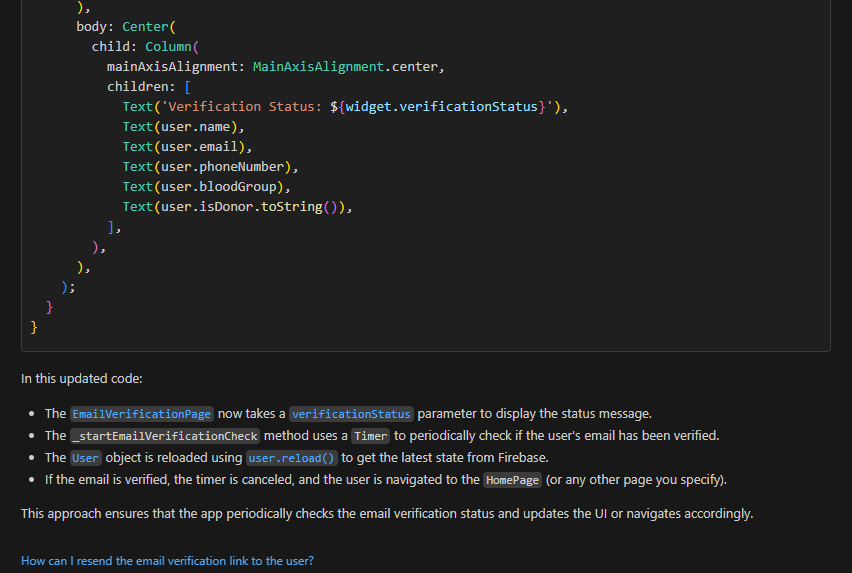 ),
body: Center(
child: Column(
mainAxisAlignment: MainAxisAlignment.center,
children: [
Text('Verification Status: ${widget.verificationStatus}'),
Text(user.name),
Text(user.email),
Text(user.phoneNumber),
Text(user.bloodGroup),
Text(user.isDonor.toString()),
],
),
),
);
}
}
In this updated code:
• The EmailVerificationPage now takes a verificationStatus parameter to display the status message.
• The _startEmailVerificationCheck method uses a Timer to periodically check if the user's email has been verified.
• The User object is reloaded using user.reload() to get the latest state from Firebase.
• If the email is verified, the timer is canceled, and the user is navigated to the HomePage (or any other page you specify).
This approach ensures that the app periodically checks the email verification status and updates the UI or navigates accordingly.
How can I resend the email verification link to the user?